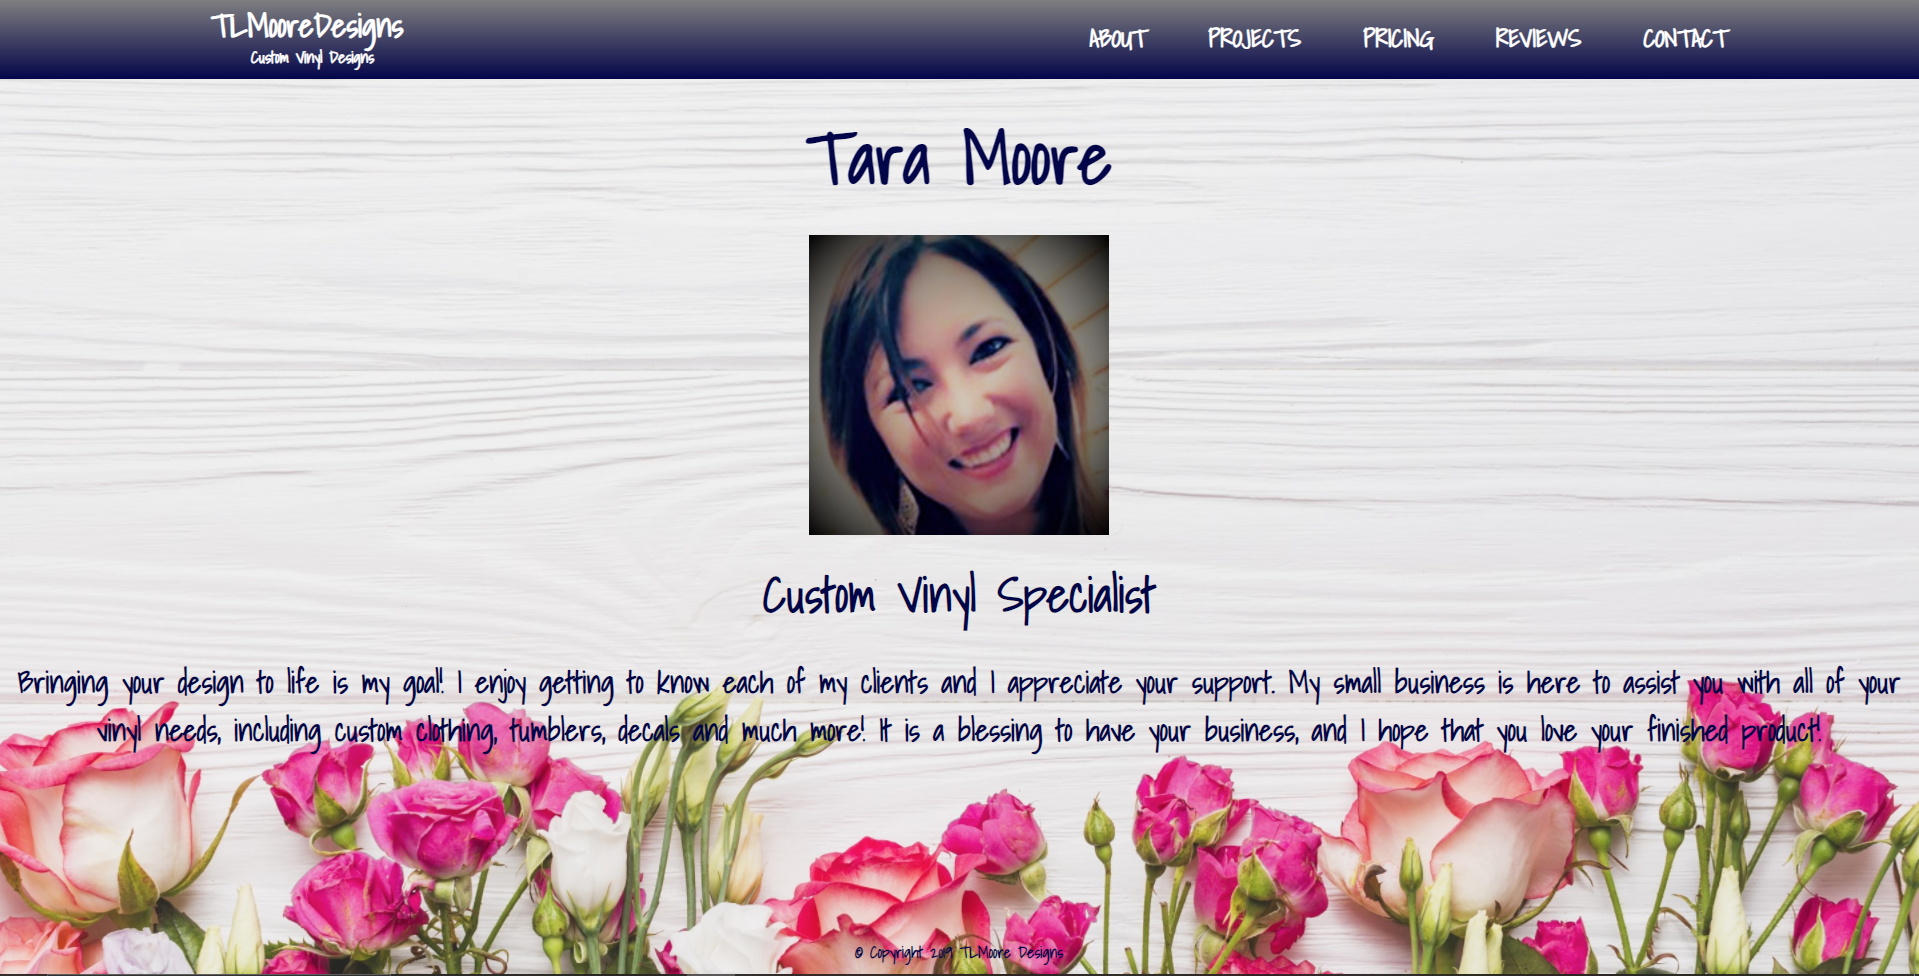 TLMooreDesigns
Custom Vinyl Designs
ABOUT PROJECTS PRICING REVIEWS CONTACT
Tara Moore
Custom Vinyl Specialist
Bringing your design to life is my goal! I enjoy getting to know each of my clients and I appreciate your support. My small business is here to assist you with all of your
vinyl needs, including custom clothing, tumblers, decals and much more! It is a blessing to have your business, and I hope that you love your finished product!
© Copyright 2019 TLMoore Designs